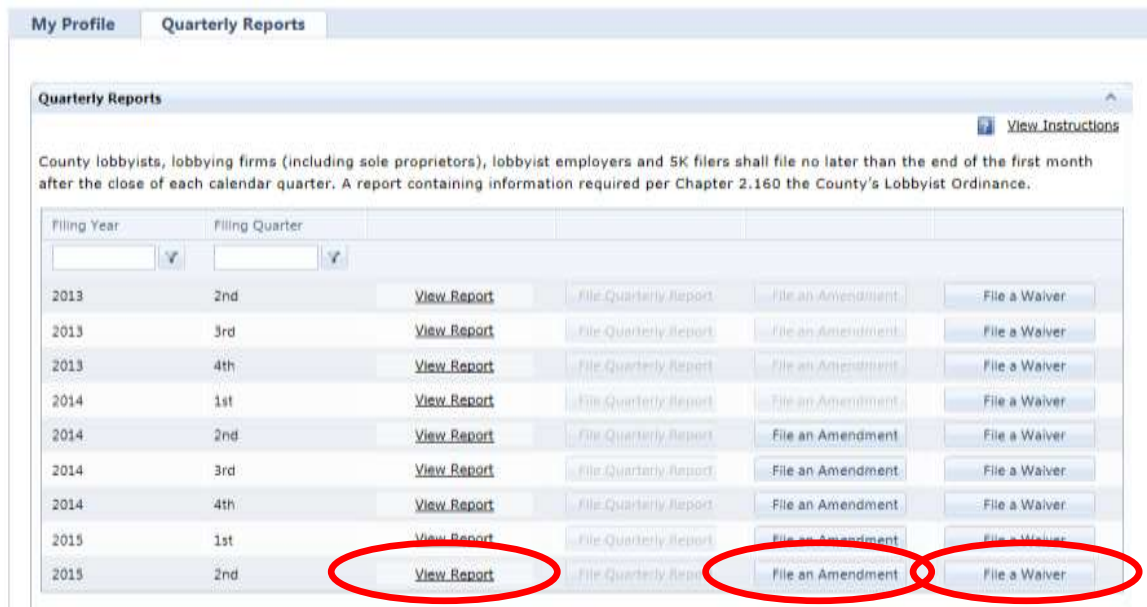 My Profile Quarterly Reports
Quarterly Reports
View Instructions
County lobbyists, lobbying firms (including sole proprietors), lobbyist employers and 5K filers shall file no later than the end of the first month
after the close of each calendar quarter. A report containing information required per Chapter 2.160 the County's Lobbyist Ordinance.
Filing Year Filing Quarter
2013 2nd View Report File Quarterly Report File an Amendment File a Waiver
2013 3rd View Report File Quarterly Report File an Amendment File a Waiver
2013 4th View Report File Quarterly Report File an Amendment File a Waiver
2014 1st View Report File Quarterly Report File an Amendment File a Waiver
2014 2nd View Report File Quarterly Report File an Amendment File a Waiver
2014 3rd View Report File Quarterly Report File an Amendment File a Waiver
2014 4th View Report File Quarterly Report File an Amendment File a Waiver
2015 1st View Report File Quarterly Report File an Amendment File a Waiver
2015 2nd View Report File Quarterly Report File an Amendment File a Waiver